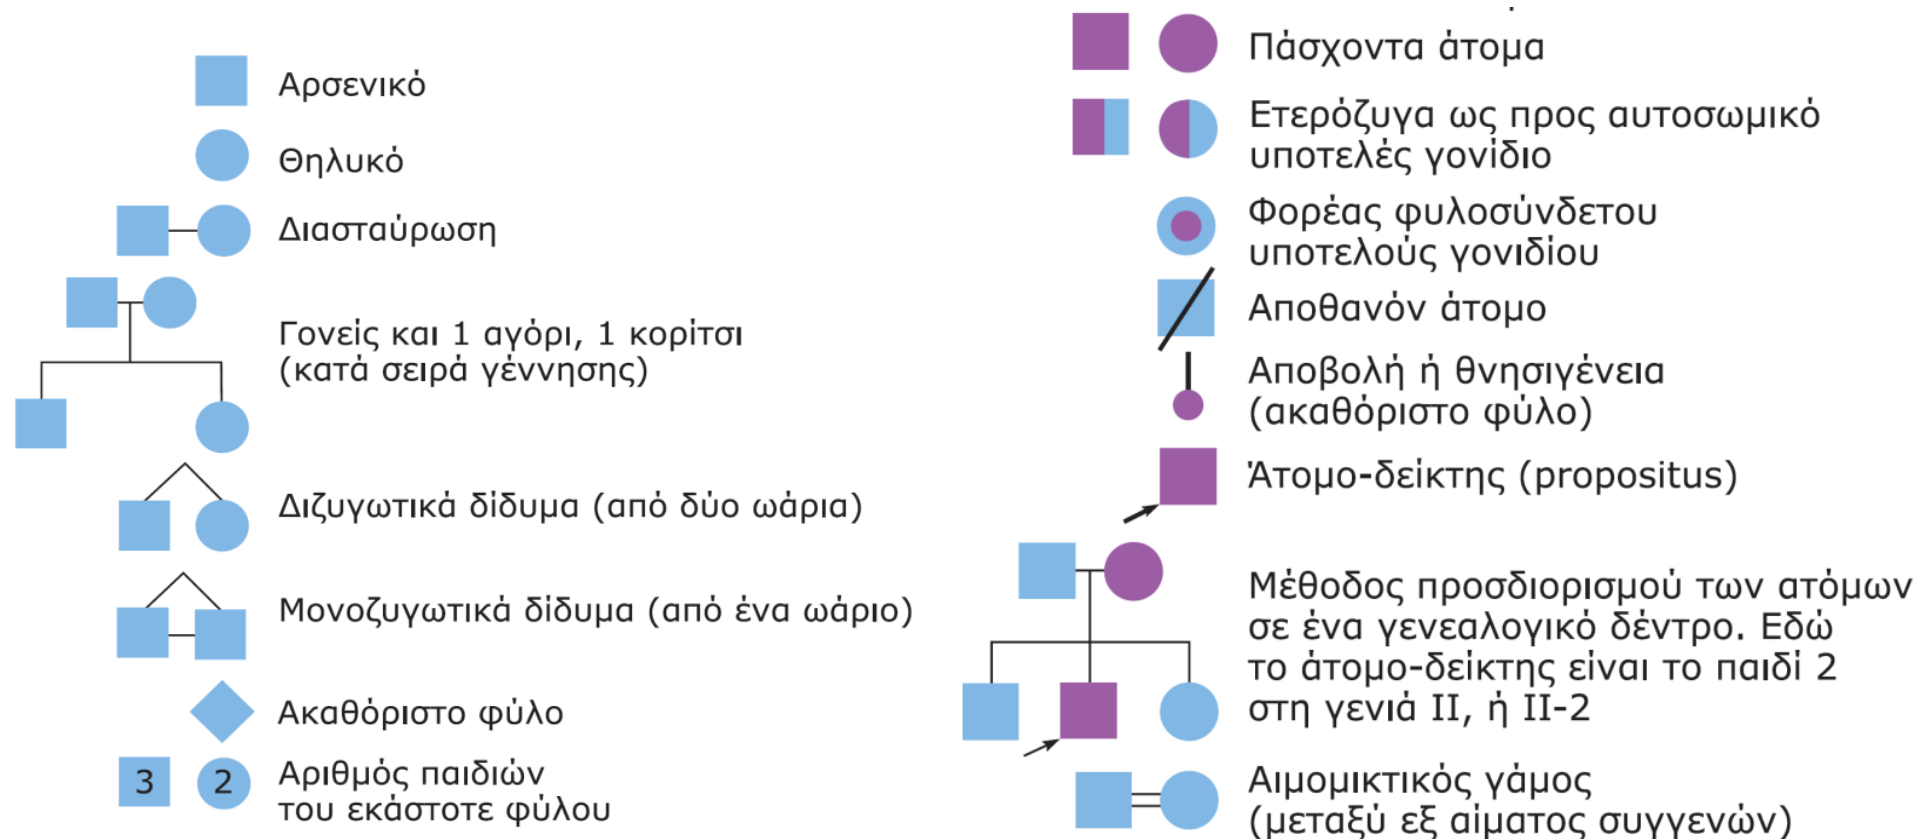 Αρσενικό
Θηλυκό
Διασταύρωση
Γονείς και 1 αγόρι, 1 κορίτσι
(κατά σειρά γέννησης)
Διζυγωτικά δίδυμα (από δύο ωάρια)
Μονοζυγωτικά δίδυμα (από ένα ωάριο)
Ακαθόριστο φύλο
3 2 Αριθμός παιδιών
του εκάστοτε φύλου
Πάσχοντα άτομα
Ετερόζυγα ως προς αυτοσωμικό
υποτελές γονίδιο
Φορέας φυλοσύνδετου
υποτελούς γονιδίου
Αποθανόν άτομο
Αποβολή ή θνησιγένεια
(ακαθόριστο φύλο)
Άτομο-δείκτης (propositus)
Μέθοδος προσδιορισμού των ατόμων
σε ένα γενεαλογικό δέντρο. Εδώ
το άτομο-δείκτης είναι το παιδί 2
στη γενιά II, ή II-2
Αιμομικτικός γάμος
(μεταξύ εξ αίματος συγγενών)